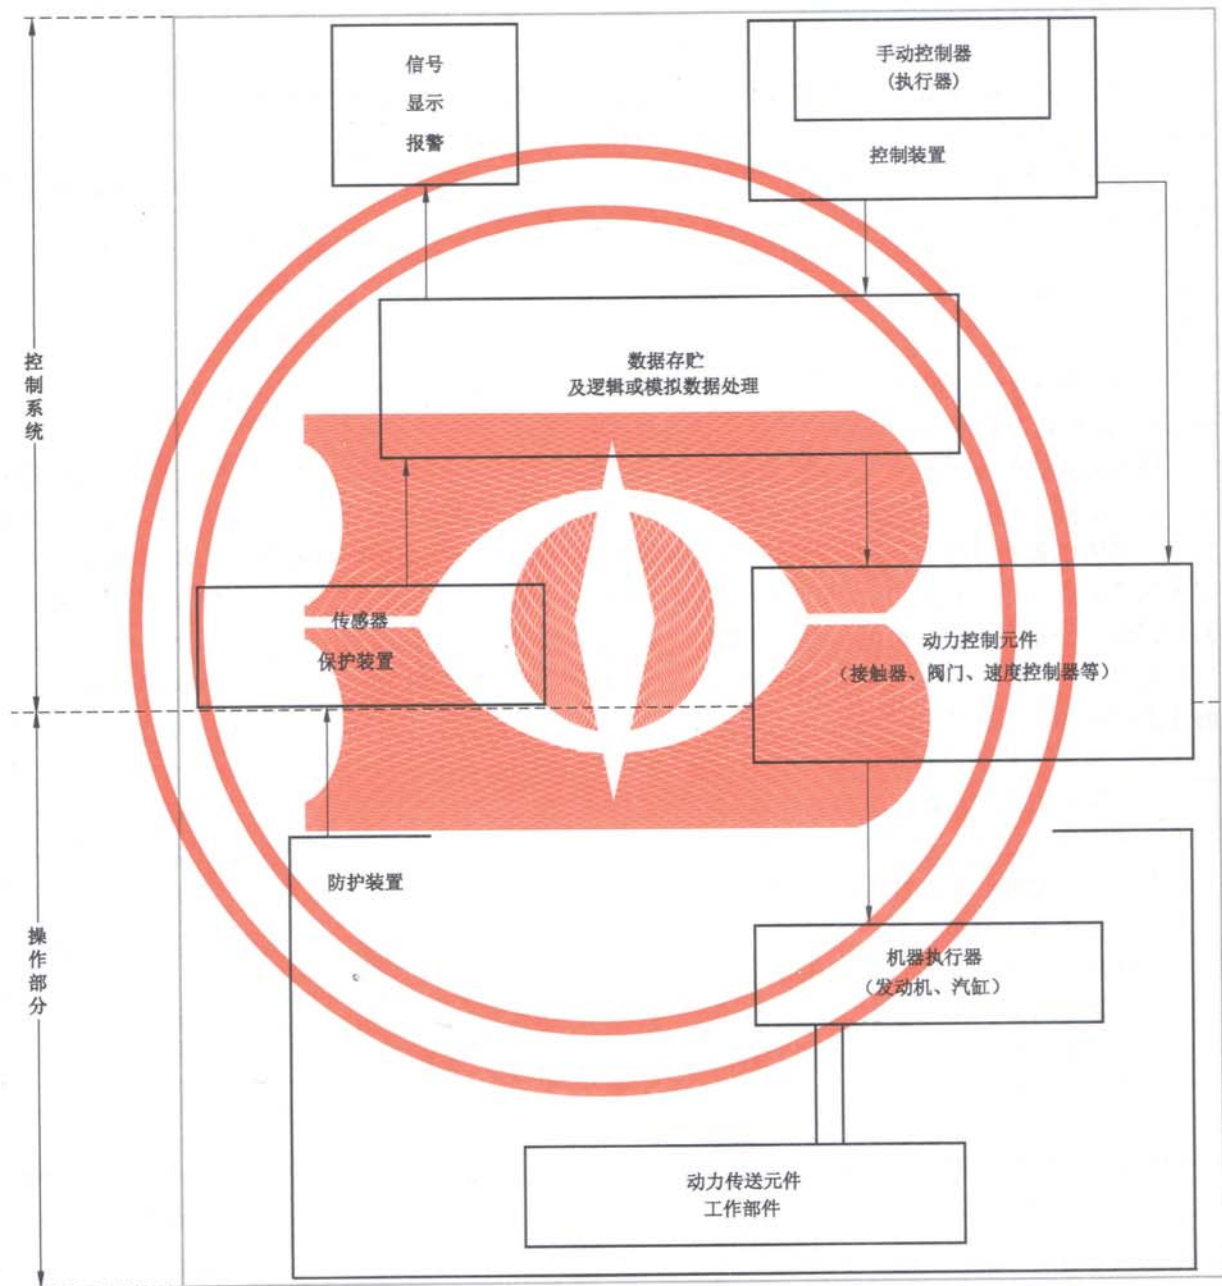 信号
显示
报警
手动控制器
(执行器)
控制装置
数据存贮
及逻辑或模拟数据处理
控制系统
传感器
保护装置
动力控制元件
（接触器、阀门、速度控制器等）
防护装置
操作部分
机器执行器
（发动机、汽缸）
动力传送元件
工作部件